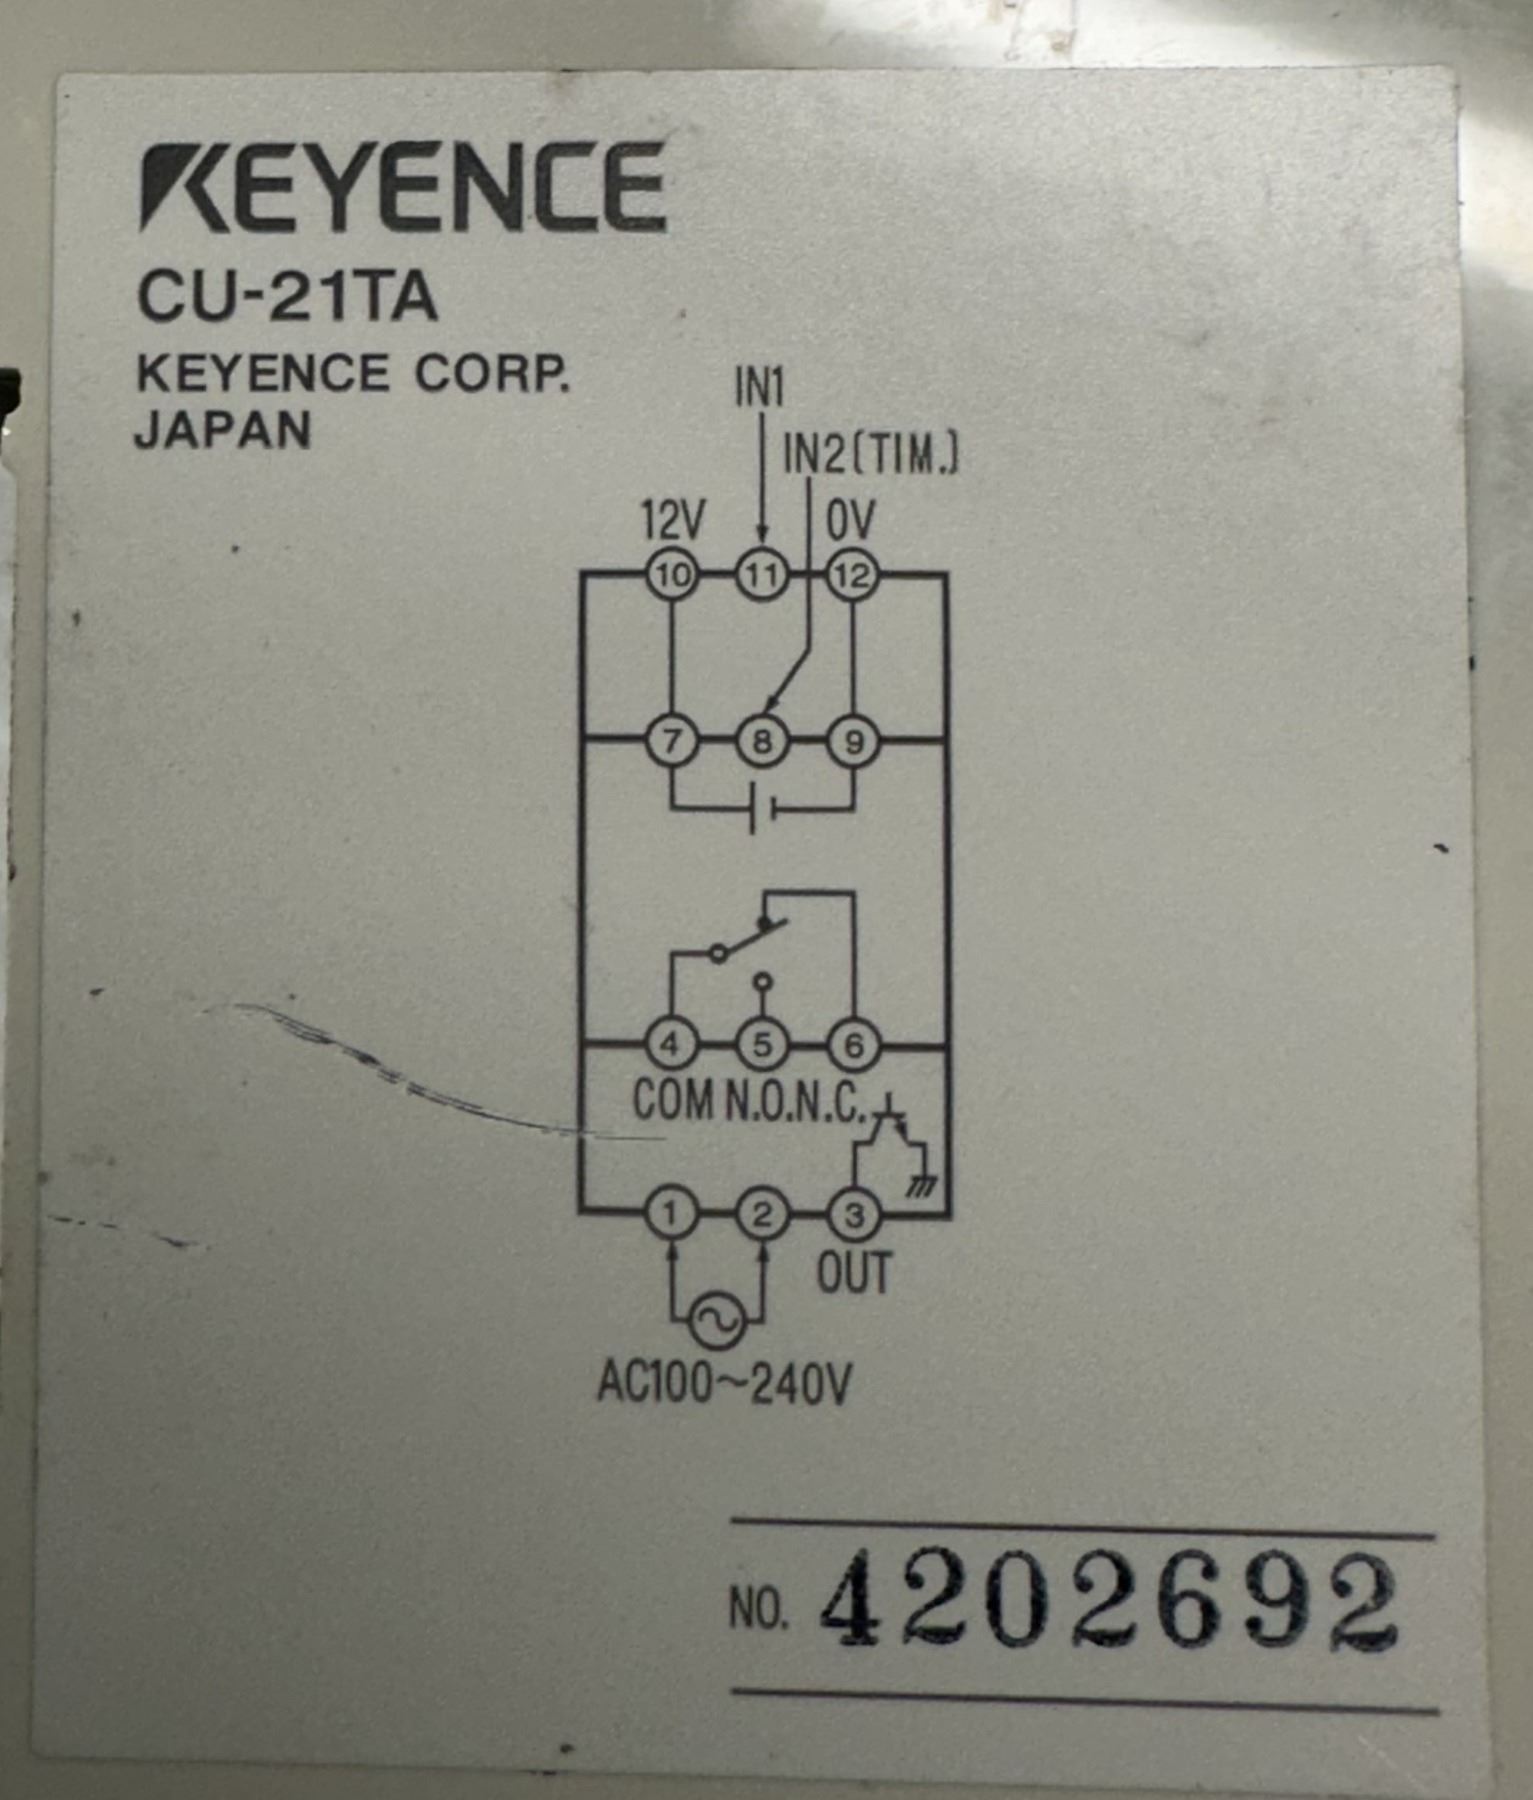 KEYENCE
CU-21TA
KEYENCE CORP.
JAPAN
IN1
IN2(TIM.)
12V 0V
10 11 12
7 8 9
4 5 6
COM N.O. N.C.
1 2 3
OUT
AC100~240V
NO. 4202692